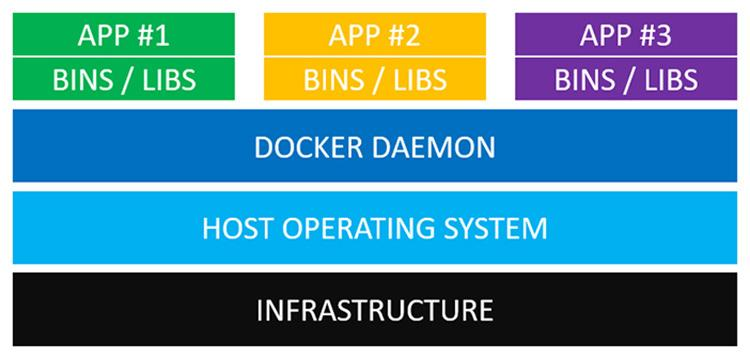 APP #1
APP #2
APP #3
BINS / LIBS
BINS / LIBS
BINS / LIBS
DOCKER DAEMON
HOST OPERATING SYSTEM
INFRASTRUCTURE